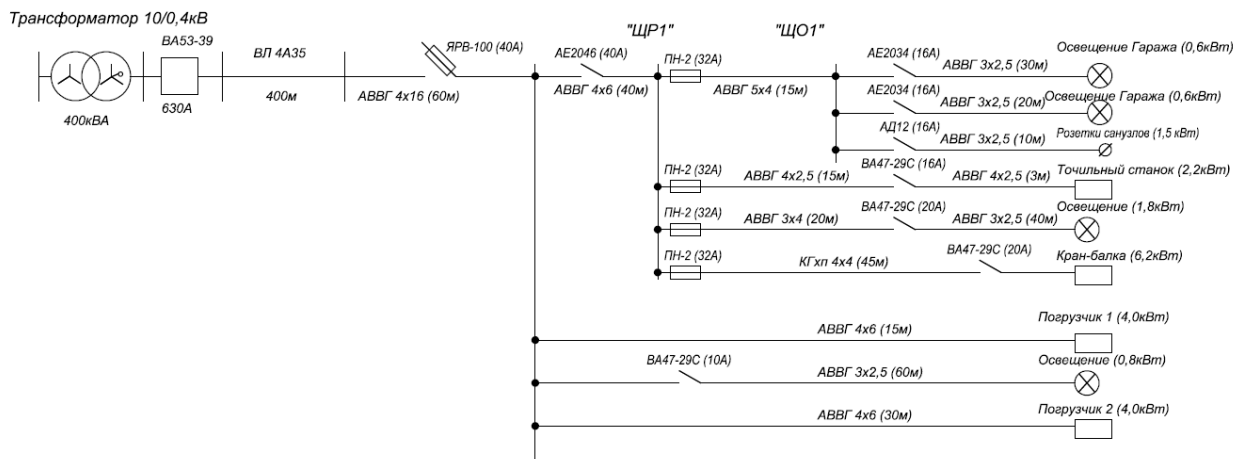 Трансформатор 10/0,4кВ
ВА53-39
ВЛ 4А35
ЯРВ-100 (40А)
"ЩР1"
"ЩО1"
400кВА
630А
400м
АВВГ 4х16 (60м)
АЕ2046 (40А)
АВВГ 4х6 (40м)
ПН-2 (32А)
АВВГ 5х4 (15м)
АЕ2034 (16А)
АВВГ 3х2,5 (30м)
Освещение Гаража (0,6кВт)
АЕ2034 (16А)
АВВГ 3х2,5 (20м)
Освещение Гаража (0,6кВт)
АД12 (16А)
АВВГ 3х2,5 (10м)
Розетки санузлов (1,5 кВт)
ПН-2 (32А)
АВВГ 4х2,5 (15м)
ВА47-29С (16А)
АВВГ 4х2,5 (3м)
Точильный станок (2,2кВт)
ПН-2 (32А)
АВВГ 3х4 (20м)
ВА47-29С (20А)
АВВГ 3х2,5 (40м)
Освещение (1,8кВт)
ПН-2 (32А)
КГхп 4х4 (45м)
ВА47-29С (20А)
Кран-балка (6,2кВт)
АВВГ 4х6 (15м)
Погрузчик 1 (4,0кВт)
ВА47-29С (10А)
АВВГ 3х2,5 (60м)
Освещение (0,8кВт)
АВВГ 4х6 (30м)
Погрузчик 2 (4,0кВт)